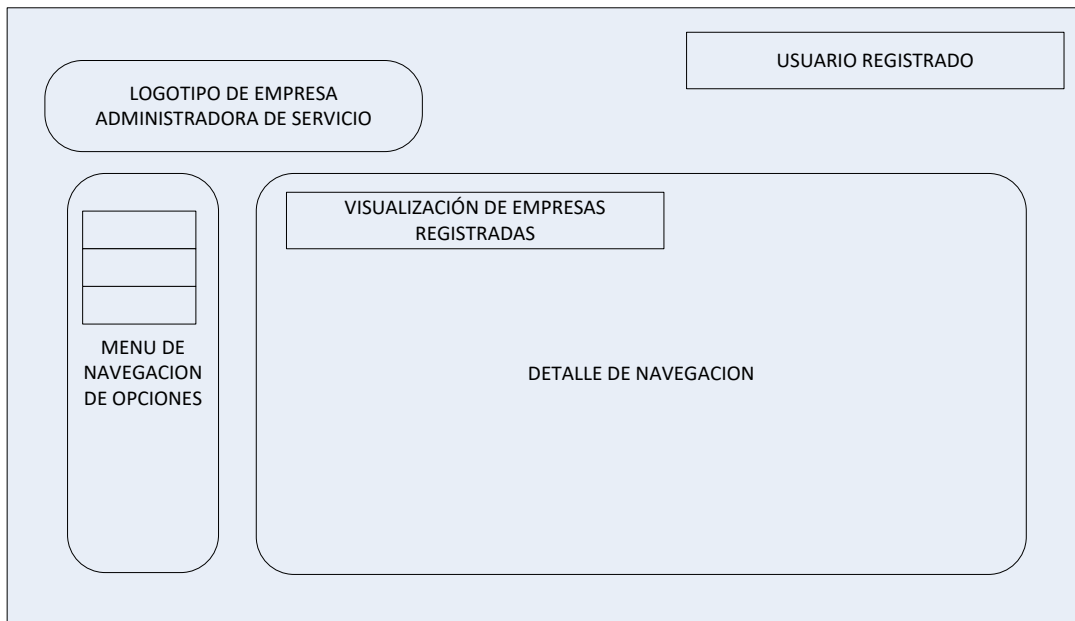 USUARIO REGISTRADO
LOGOTIPO DE EMPRESA
ADMINISTRADORA DE SERVICIO
VISUALIZACIÓN DE EMPRESAS
REGISTRADAS
MENU DE
NAVEGACION
DE OPCIONES
DETALLE DE NAVEGACION